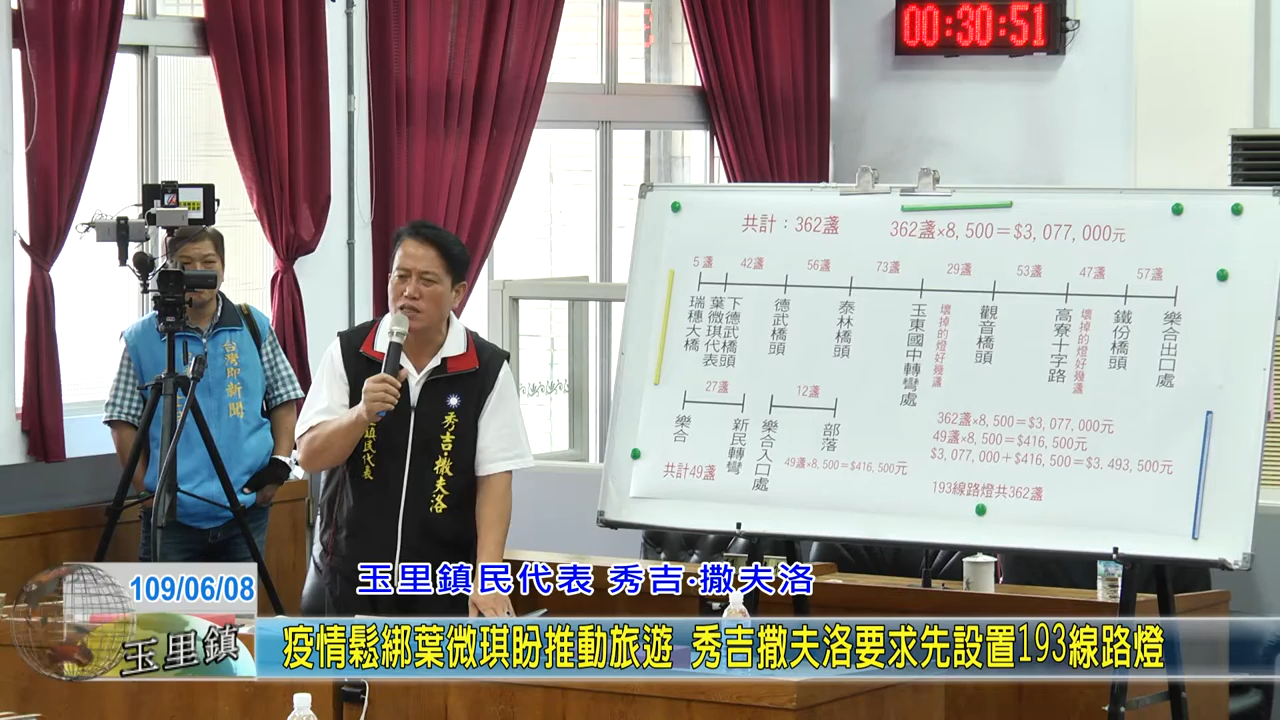 00:30:51
共計：362盞 362盞×8,500＝$3,077,000元
5盞 42盞 56盞 73盞 29盞 53盞 47盞 57盞
瑞穗大橋
葉微琪代表
下德武橋頭
德武橋頭
泰林橋頭
玉東國中轉彎處
壞掉的燈好幾盞
觀音橋頭
高寮十字路
壞掉的燈好幾盞
鐵份橋頭
樂合出口處
27盞 12盞
樂合
新民轉彎
樂合入口處
部落
共計49盞
49盞×8,500＝$416,500元
362盞×8,500＝$3,077,000元
49盞×8,500＝$416,500元
$3,077,000＋$416,500＝$3,493,500元
193線路燈共362盞
台灣即新聞
秀吉·撒夫洛
鎮民代表
玉里鎮民代表 秀吉·撒夫洛
109/06/08
玉里鎮
疫情鬆綁葉微琪盼推動旅遊 秀吉撒夫洛要求先設置193線路燈